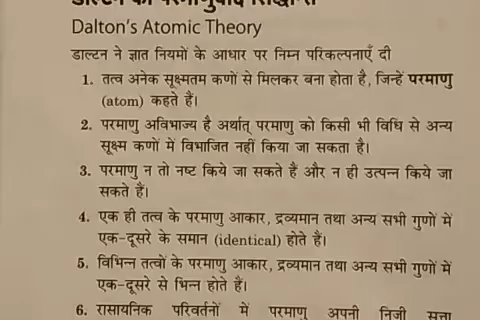 डाल्टन का परमाणुवाद सिद्धान्त
Dalton's Atomic Theory
डाल्टन ने ज्ञात नियमों के आधार पर निम्न परिकल्पनाएँ दी
1. तत्व अनेक सूक्ष्मतम कणों से मिलकर बना होता है, जिन्हें परमाणु
(atom) कहते हैं।
2. परमाणु अविभाज्य है अर्थात् परमाणु को किसी भी विधि से अन्य
सूक्ष्म कणों में विभाजित नहीं किया जा सकता है।
3. परमाणु न तो नष्ट किये जा सकते हैं और न ही उत्पन्न किये जा
सकते हैं।
4. एक ही तत्व के परमाणु आकार, द्रव्यमान तथा अन्य सभी गुणों में
एक-दूसरे के समान (identical) होते हैं।
5. विभिन्न तत्वों के परमाणु आकार, द्रव्यमान तथा अन्य सभी गुणों में
एक-दूसरे से भिन्न होते हैं।
6. रासायनिक परिवर्तनों में परमाणु अपनी निजी सत्ता